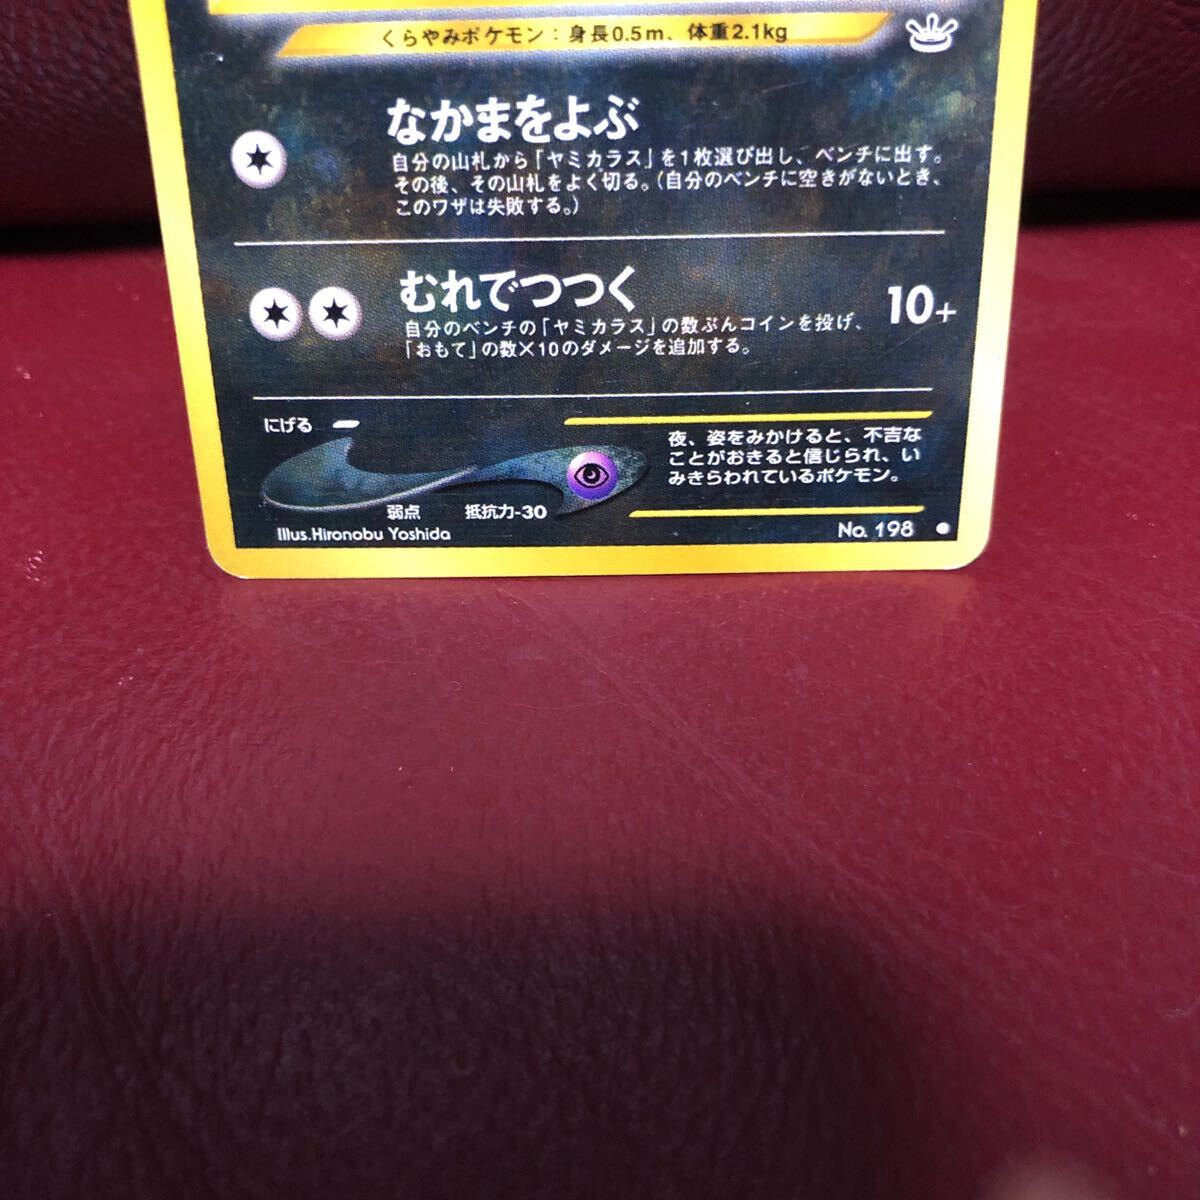 くらやみポケモン：身長0.5m、体重2.1kg
なかまをよぶ
自分の山札から「ヤミカラス」を1枚選び出し、ベンチに出す。
その後、その山札をよく切る。（自分のベンチに空きがないとき、
このワザは失敗する。）
むれでつつく
10+
自分のベンチの「ヤミカラス」の数ぶんコインを投げ、
「おもて」の数×10のダメージを追加する。
にげる
夜、姿をみかけると、不吉な
ことがおきると信じられ、い
みきらわれているポケモン。
弱点 抵抗力-30
Illus.Hironobu Yoshida
No. 198